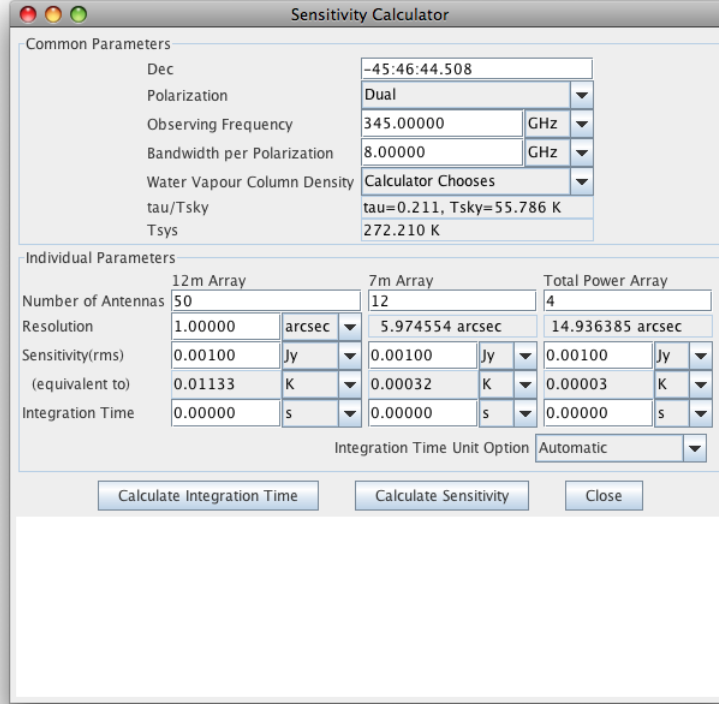 Sensitivity Calculator
Common Parameters
Dec -45:46:44.508
Polarization Dual
Observing Frequency 345.00000 GHz
Bandwidth per Polarization 8.00000 GHz
Water Vapour Column Density Calculator Chooses
tau/Tsky tau=0.211, Tsky=55.786 K
Tsys 272.210 K
Individual Parameters
12m Array 7m Array Total Power Array
Number of Antennas 50 12 4
Resolution 1.00000 arcsec 5.974554 arcsec 14.936385 arcsec
Sensitivity(rms) 0.00100 Jy 0.00100 Jy 0.00100 Jy
(equivalent to) 0.01133 K 0.00032 K 0.00003 K
Integration Time 0.00000 s 0.00000 s 0.00000 s
Integration Time Unit Option Automatic
Calculate Integration Time Calculate Sensitivity Close